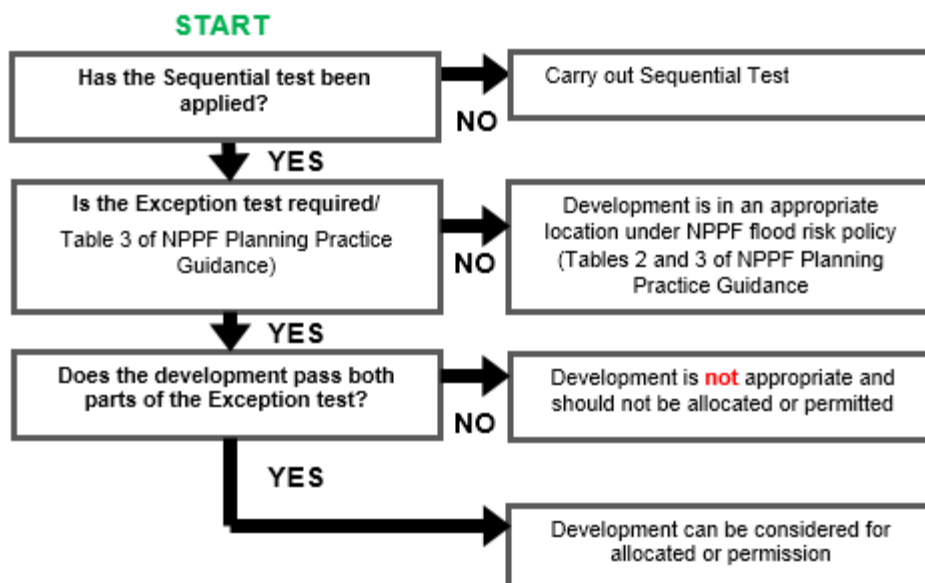 START
Has the Sequential test been
applied?
Carry out Sequential Test
NO
YES
Is the Exception test required/
Table 3 of NPPF Planning Practice
Guidance)
Development is in an appropriate
location under NPPF flood risk policy
(Tables 2 and 3 of NPPF Planning
Practice Guidance
NO
YES
Does the development pass both
parts of the Exception test?
Development is not appropriate and
should not be allocated or permitted
NO
YES
Development can be considered for
allocated or permission